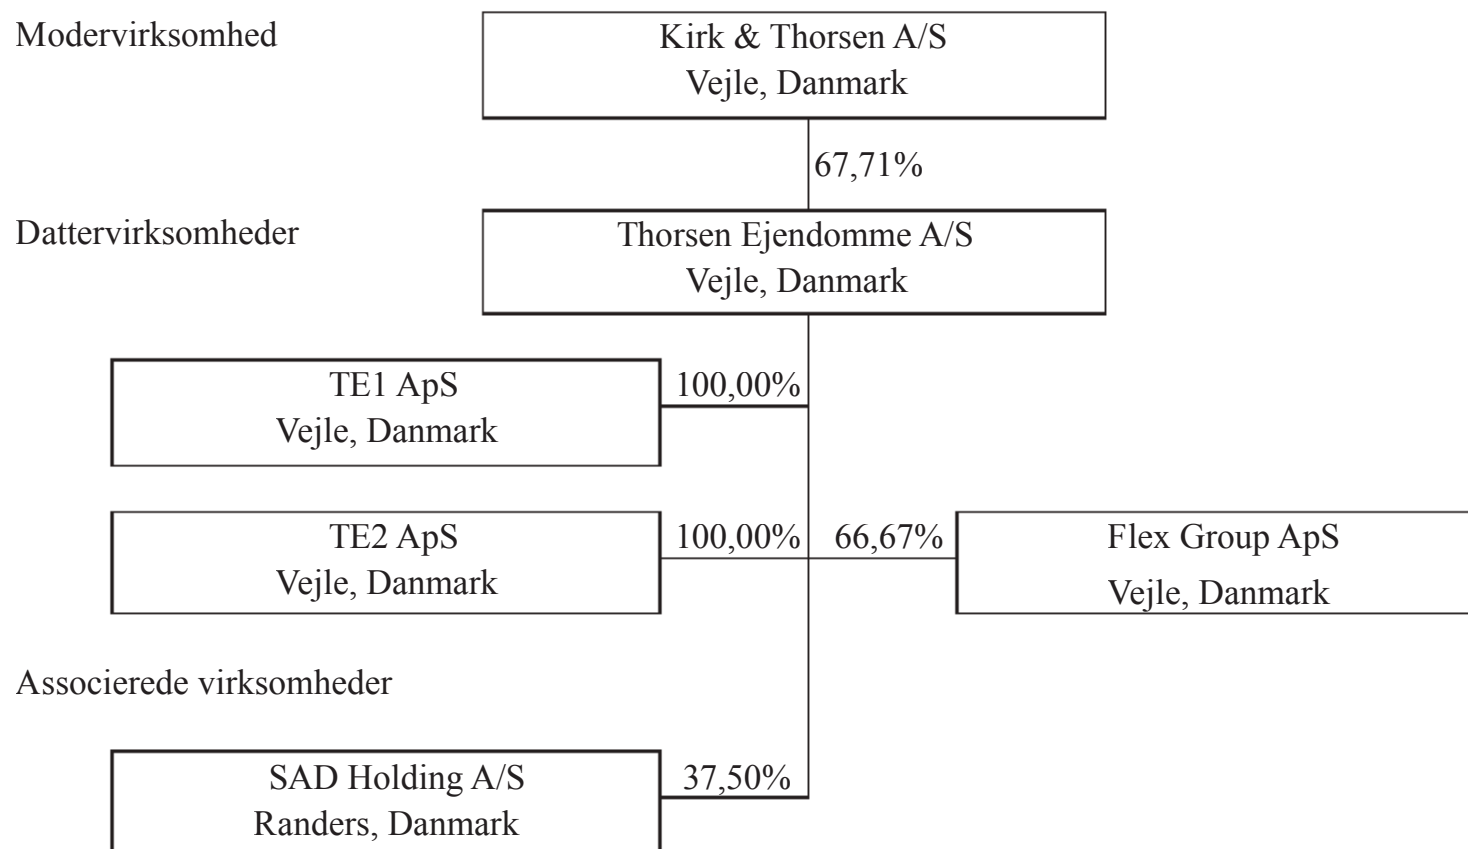 Modervirksomhed
Kirk & Thorsen A/S
Vejle, Danmark
67,71%
Dattervirksomheder
Thorsen Ejendomme A/S
Vejle, Danmark
TE1 ApS
Vejle, Danmark
100,00%
TE2 ApS
Vejle, Danmark
100,00%
66,67%
Flex Group ApS
Vejle, Danmark
Associerede virksomheder
SAD Holding A/S
Randers, Danmark
37,50%